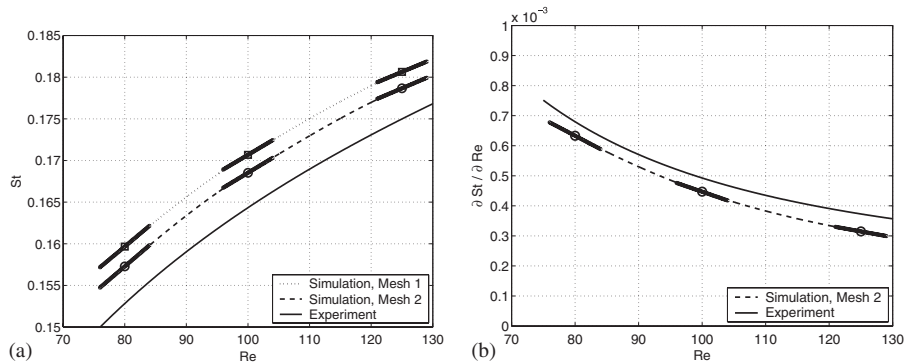 0.185
0.18
0.175
0.17
0.165
0.16
0.155
0.15
St
70 80 90 100 110 120 130
Re
Simulation, Mesh 1
Simulation, Mesh 2
Experiment
(a)
x 10⁻³
1
0.9
0.8
0.7
0.6
0.5
0.4
0.3
0.2
0.1
0
∂ St / ∂ Re
70 80 90 100 110 120 130
Re
Simulation, Mesh 2
Experiment
(b)